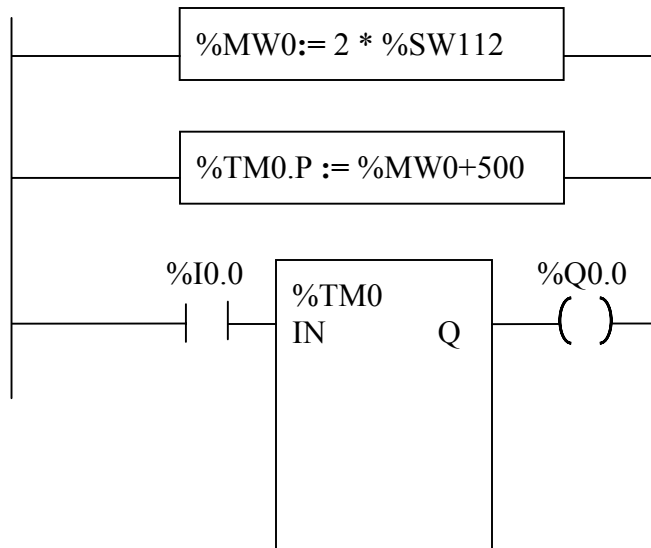 %MW0:= 2 * %SW112
%TM0.P := %MW0+500
%I0.0
%Q0.0
%TM0
IN Q